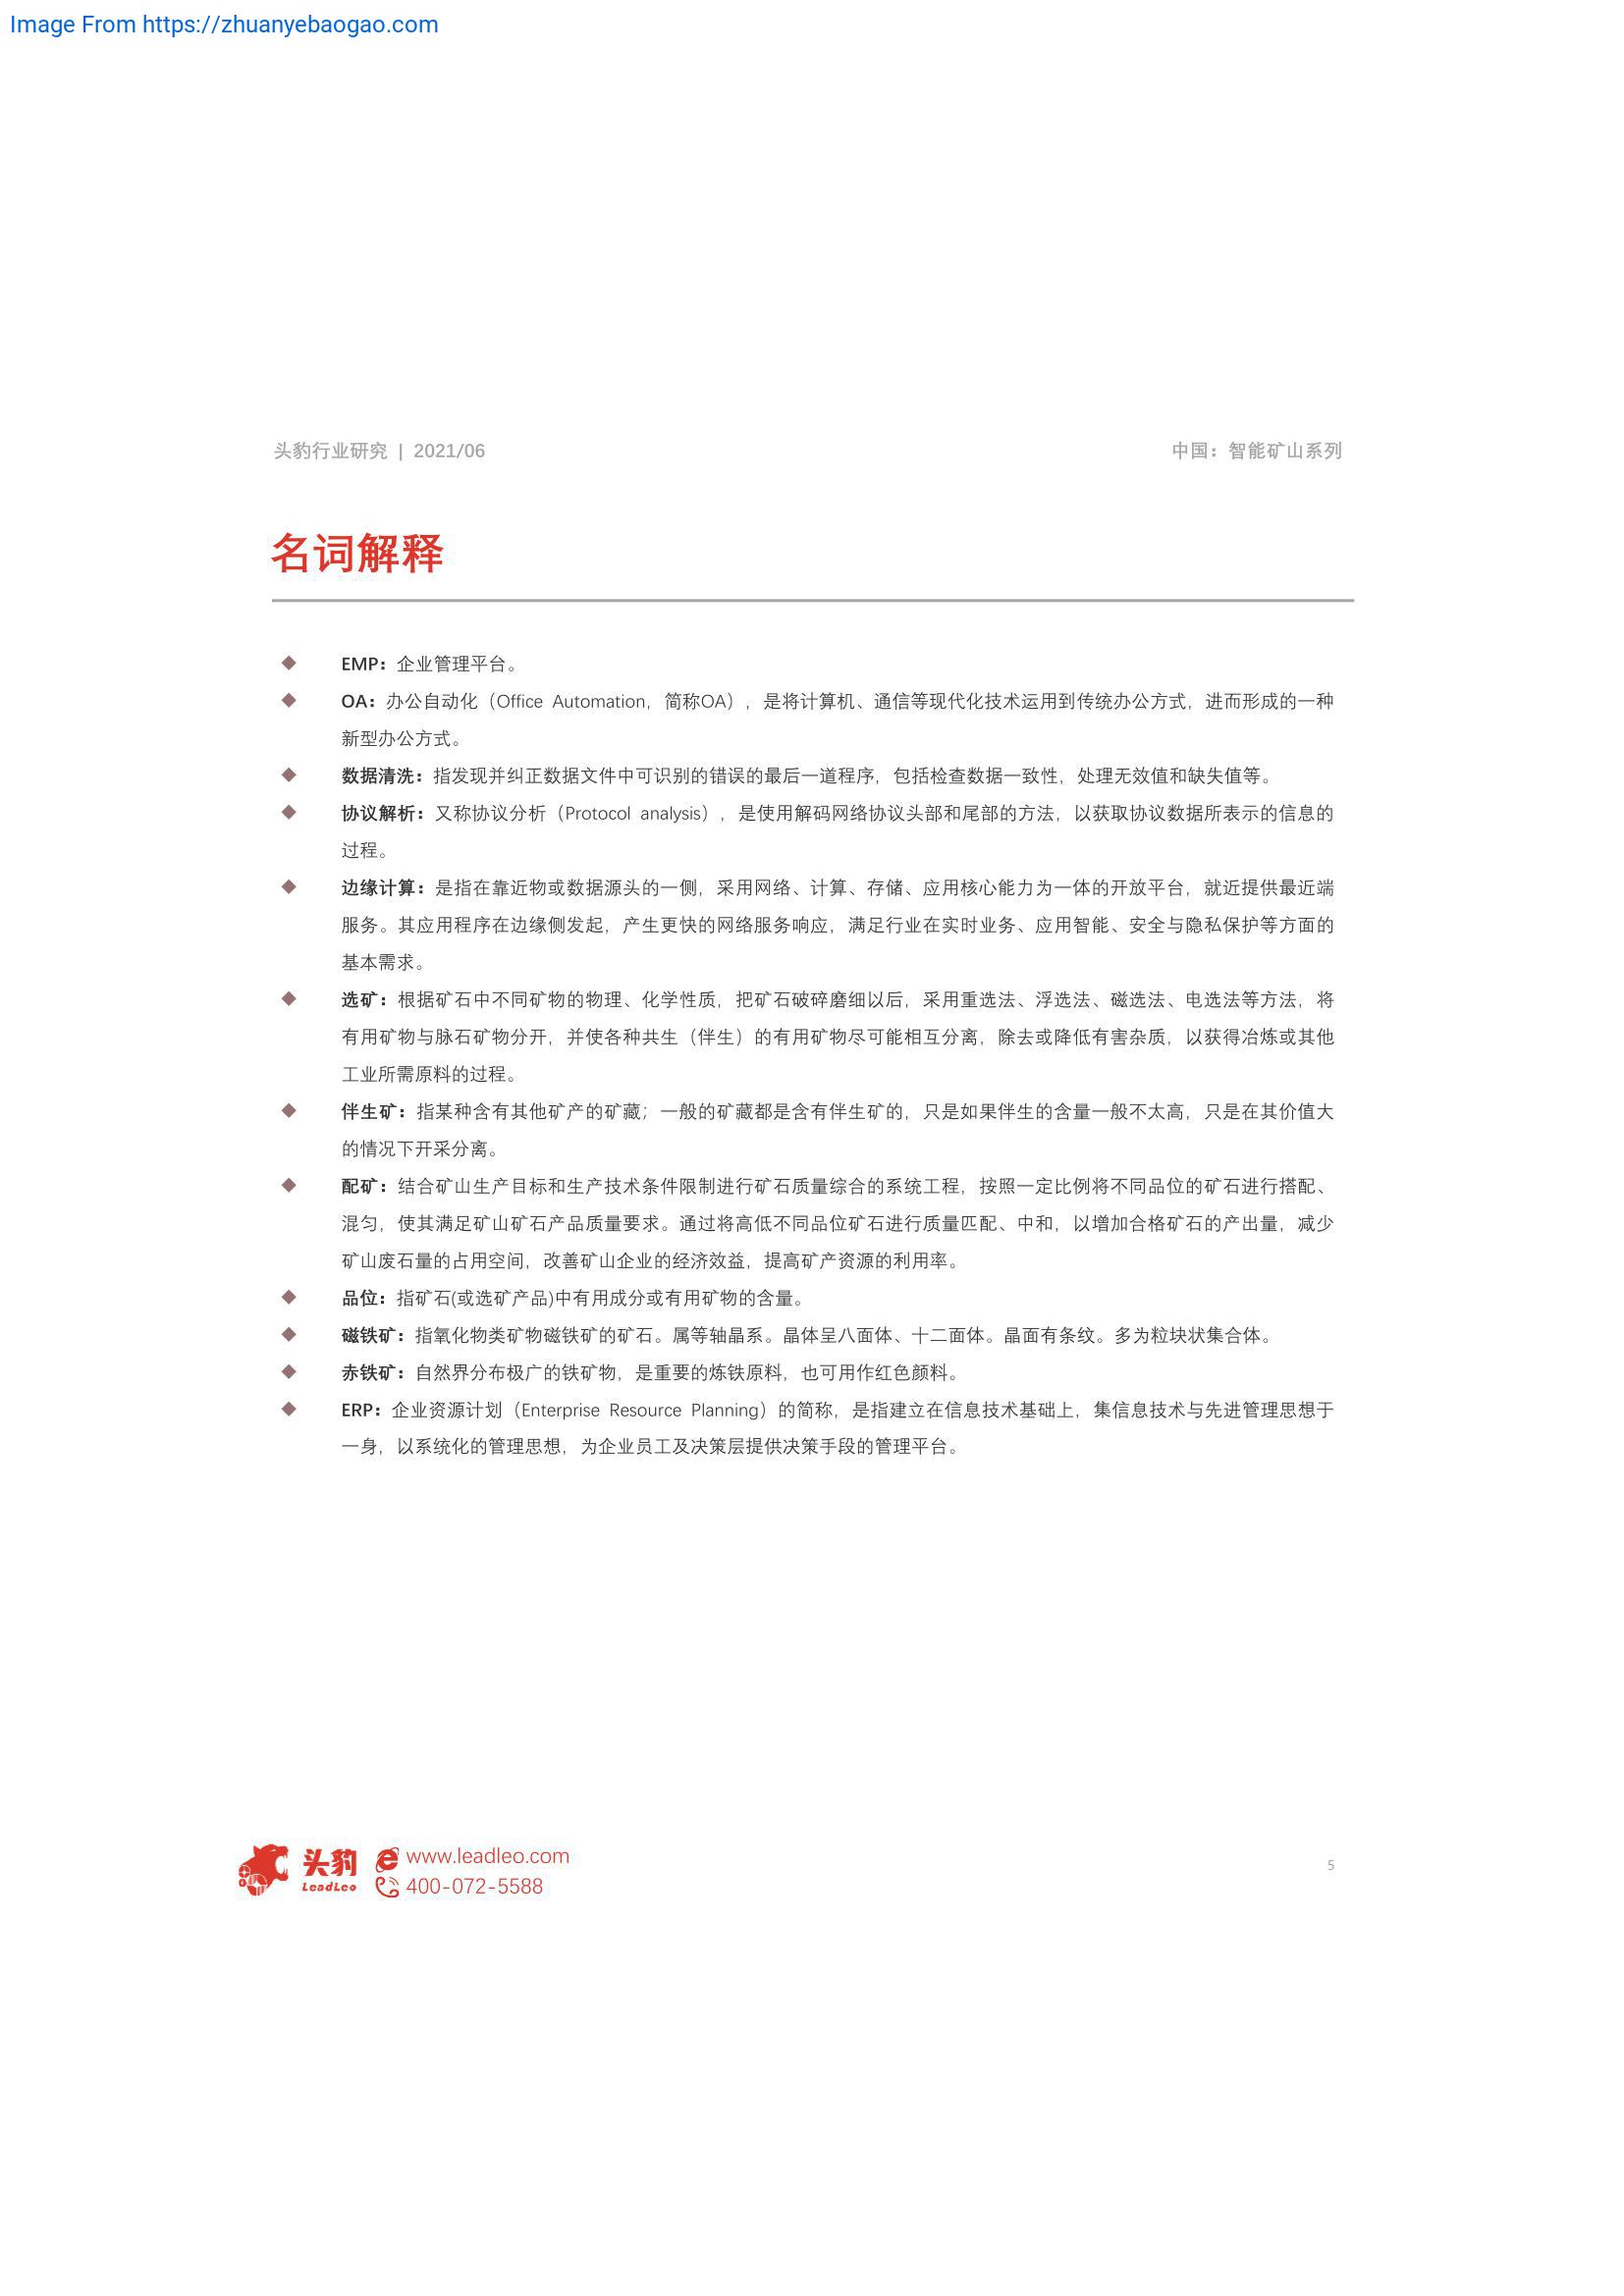 Image From https://zhuanyebaogao.com
头豹行业研究 | 2021/06
中国：智能矿山系列
名词解释
EMP：企业管理平台。
OA：办公自动化（Office Automation，简称OA），是将计算机、通信等现代化技术运用到传统办公方式，进而形成的一种
新型办公方式。
数据清洗：指发现并纠正数据文件中可识别的错误的最后一道程序，包括检查数据一致性，处理无效值和缺失值等。
协议解析：又称协议分析（Protocol analysis），是使用解码网络协议头部和尾部的方法，以获取协议数据所表示的信息的
过程。
边缘计算：是指在靠近物或数据源头的一侧，采用网络、计算、存储、应用核心能力为一体的开放平台，就近提供最近端
服务。其应用程序在边缘侧发起，产生更快的网络服务响应，满足行业在实时业务、应用智能、安全与隐私保护等方面的
基本需求。
选矿：根据矿石中不同矿物的物理、化学性质，把矿石破碎磨细以后，采用重选法、浮选法、磁选法、电选法等方法，将
有用矿物与脉石矿物分开，并使各种共生（伴生）的有用矿物尽可能相互分离，除去或降低有害杂质，以获得冶炼或其他
工业所需原料的过程。
伴生矿：指某种含有其他矿产的矿藏；一般的矿藏都是含有伴生矿的，只是如果伴生的含量一般不太高，只是在其价值大
的情况下开采分离。
配矿：结合矿山生产目标和生产技术条件限制进行矿石质量综合的系统工程，按照一定比例将不同品位的矿石进行搭配、
混匀，使其满足矿山矿石产品质量要求。通过将高低不同品位矿石进行质量匹配、中和，以增加合格矿石的产出量，减少
矿山废石量的占用空间，改善矿山企业的经济效益，提高矿产资源的利用率。
品位：指矿石(或选矿产品)中有用成分或有用矿物的含量。
磁铁矿：指氧化物类矿物磁铁矿的矿石。属等轴晶系。晶体呈八面体、十二面体。晶面有条纹。多为粒块状集合体。
赤铁矿：自然界分布极广的铁矿物，是重要的炼铁原料，也可用作红色颜料。
ERP：企业资源计划（Enterprise Resource Planning）的简称，是指建立在信息技术基础上，集信息技术与先进管理思想于
一身，以系统化的管理思想，为企业员工及决策层提供决策手段的管理平台。
头豹
LeadLeo
www.leadleo.com
400-072-5588
5